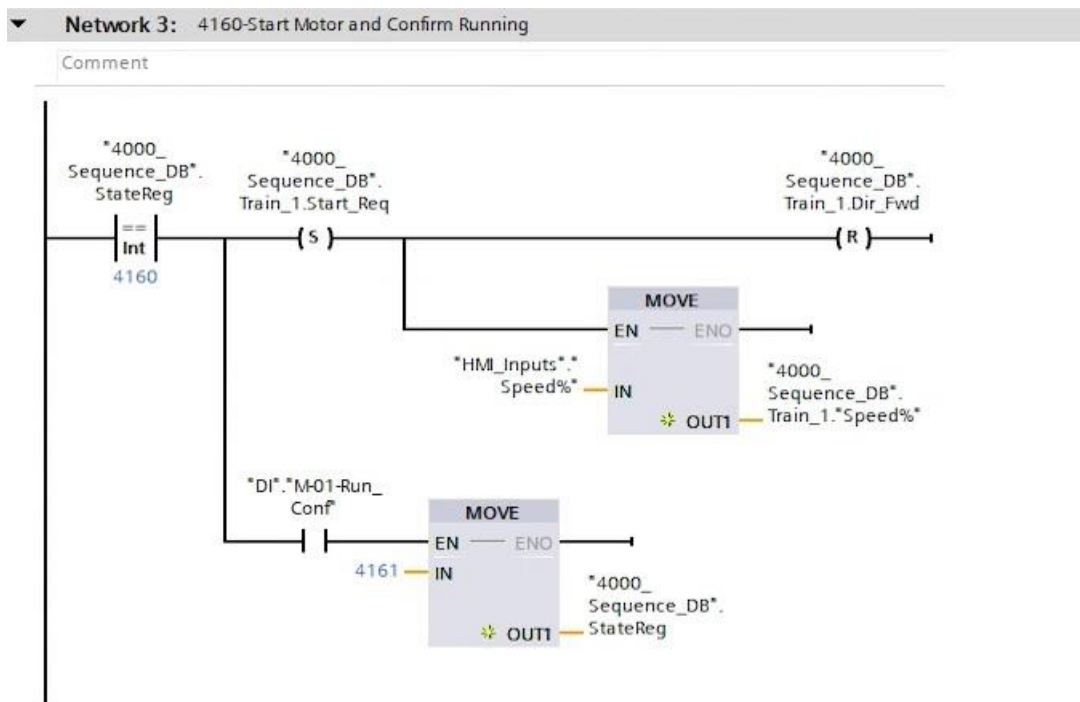 Network 3: 4160-Start Motor and Confirm Running
Comment
"4000_
Sequence_DB".
StateReg
==
Int
4160
"4000_
Sequence_DB".
Train_1.Start_Req
S
"4000_
Sequence_DB".
Train_1.Dir_Fwd
R
MOVE
EN ENO
"HMI_Inputs"."
Speed%"
IN
OUT1
"4000_
Sequence_DB".
Train_1."Speed%"
"DI"."M-01-Run_
Conf"
MOVE
EN ENO
4161
IN
OUT1
"4000_
Sequence_DB".
StateReg